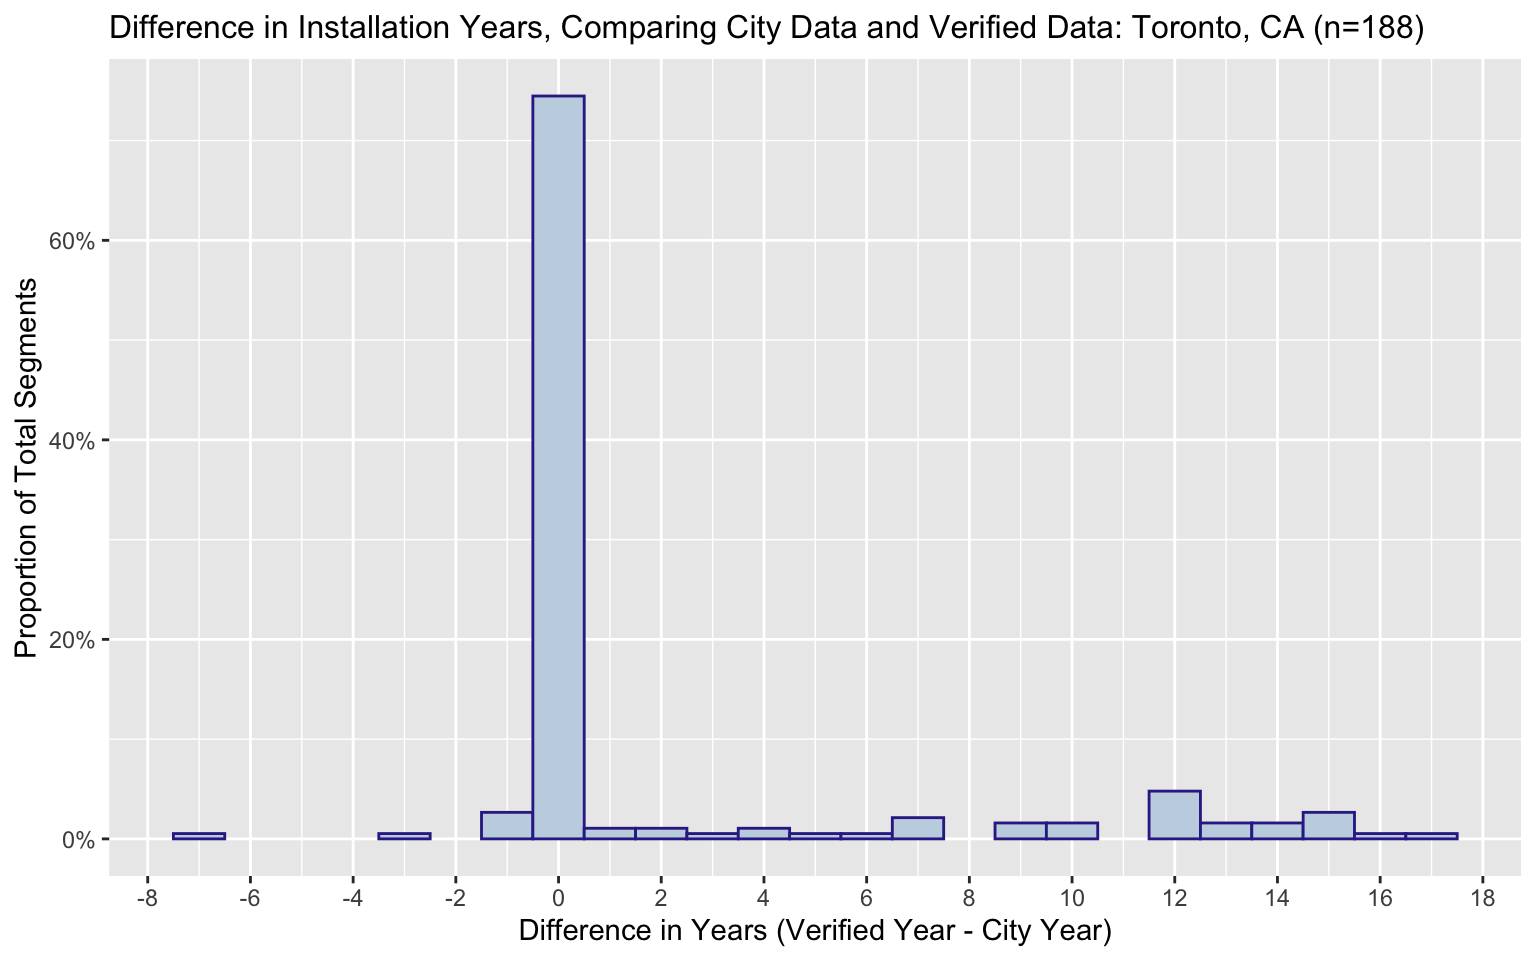 Difference in Installation Years, Comparing City Data and Verified Data: Toronto, CA (n=188)
Proportion of Total Segments
60%
40%
20%
0%
-8 -6 -4 -2 0 2 4 6 8 10 12 14 16 18
Difference in Years (Verified Year - City Year)